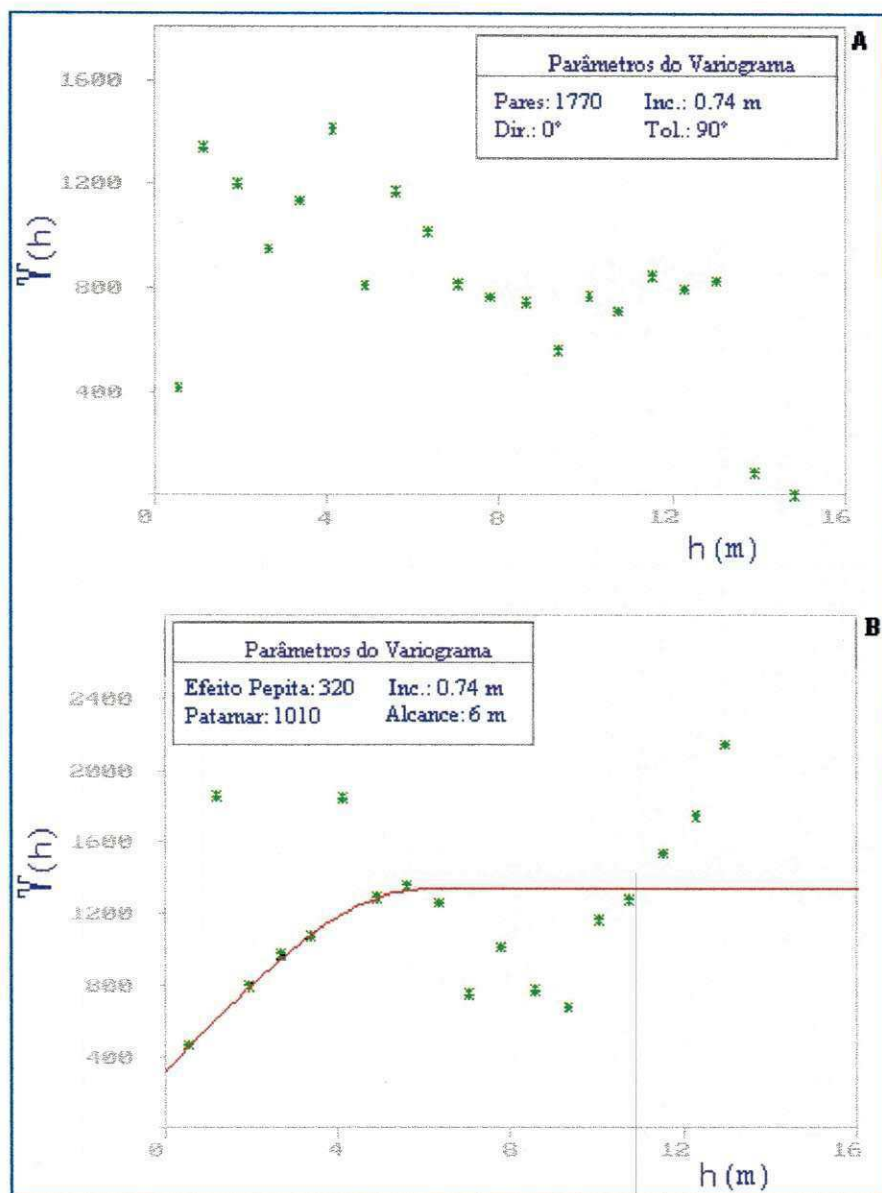 A
Parâmetros do Variograma
Pares: 1770 Inc.: 0.74 m
Dir.: 0° Tol.: 90°
1600
1200
800
400
γ(h)
0 4 8 12 16
h (m)
B
Parâmetros do Variograma
Efeito Pepita: 320 Inc.: 0.74 m
Patamar: 1010 Alcance: 6 m
2400
2000
1600
1200
800
400
γ(h)
0 4 8 12 16
h (m)